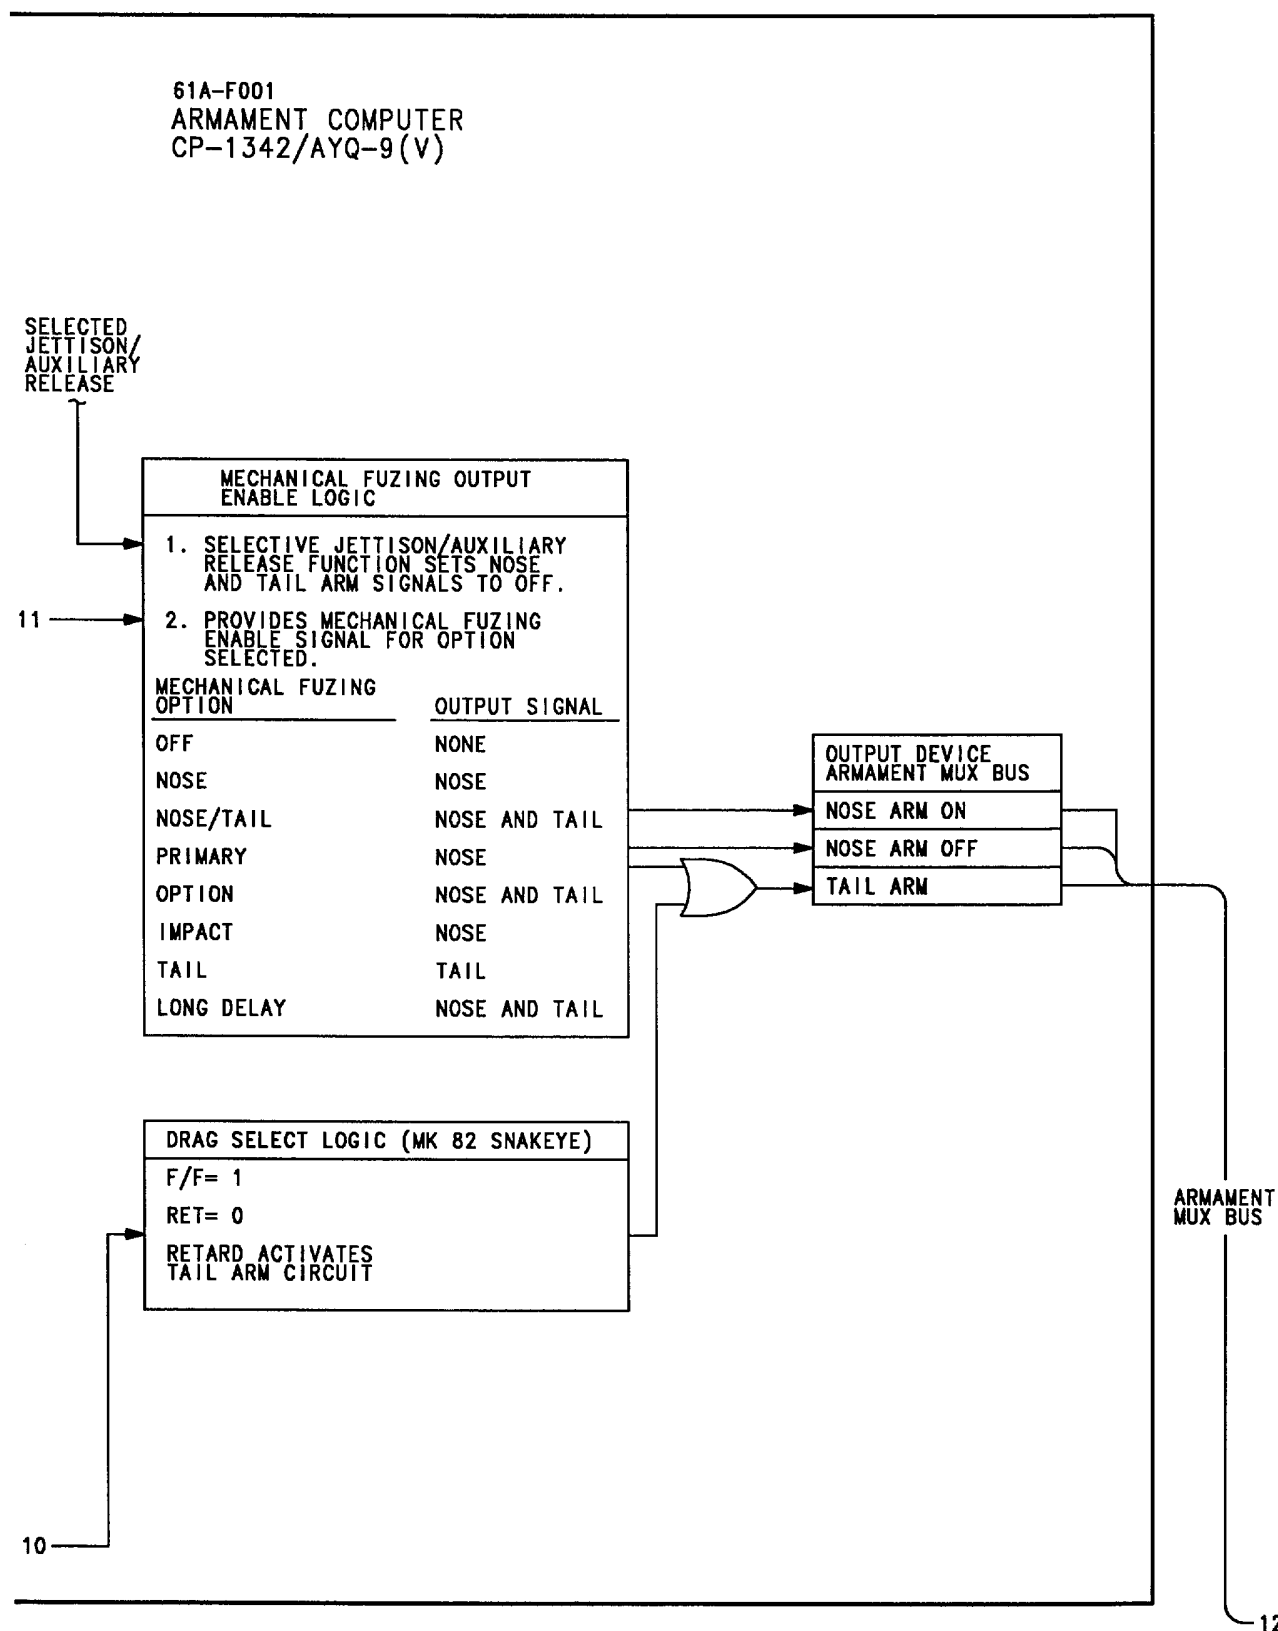 61A-F001
ARMAMENT COMPUTER
CP-1342/AYQ-9(V)
SELECTED
JETTISON/
AUXILIARY
RELEASE
MECHANICAL FUZING OUTPUT
ENABLE LOGIC
1. SELECTIVE JETTISON/AUXILIARY
RELEASE FUNCTION SETS NOSE
AND TAIL ARM SIGNALS TO OFF.
11
2. PROVIDES MECHANICAL FUZING
ENABLE SIGNAL FOR OPTION
SELECTED.
MECHANICAL FUZING
OPTION OUTPUT SIGNAL
OFF NONE
NOSE NOSE
NOSE/TAIL NOSE AND TAIL
PRIMARY NOSE
OPTION NOSE AND TAIL
IMPACT NOSE
TAIL TAIL
LONG DELAY NOSE AND TAIL
OUTPUT DEVICE
ARMAMENT MUX BUS
NOSE ARM ON
NOSE ARM OFF
TAIL ARM
DRAG SELECT LOGIC (MK 82 SNAKEYE)
F/F= 1
RET= 0
RETARD ACTIVATES
TAIL ARM CIRCUIT
ARMAMENT
MUX BUS
10
12